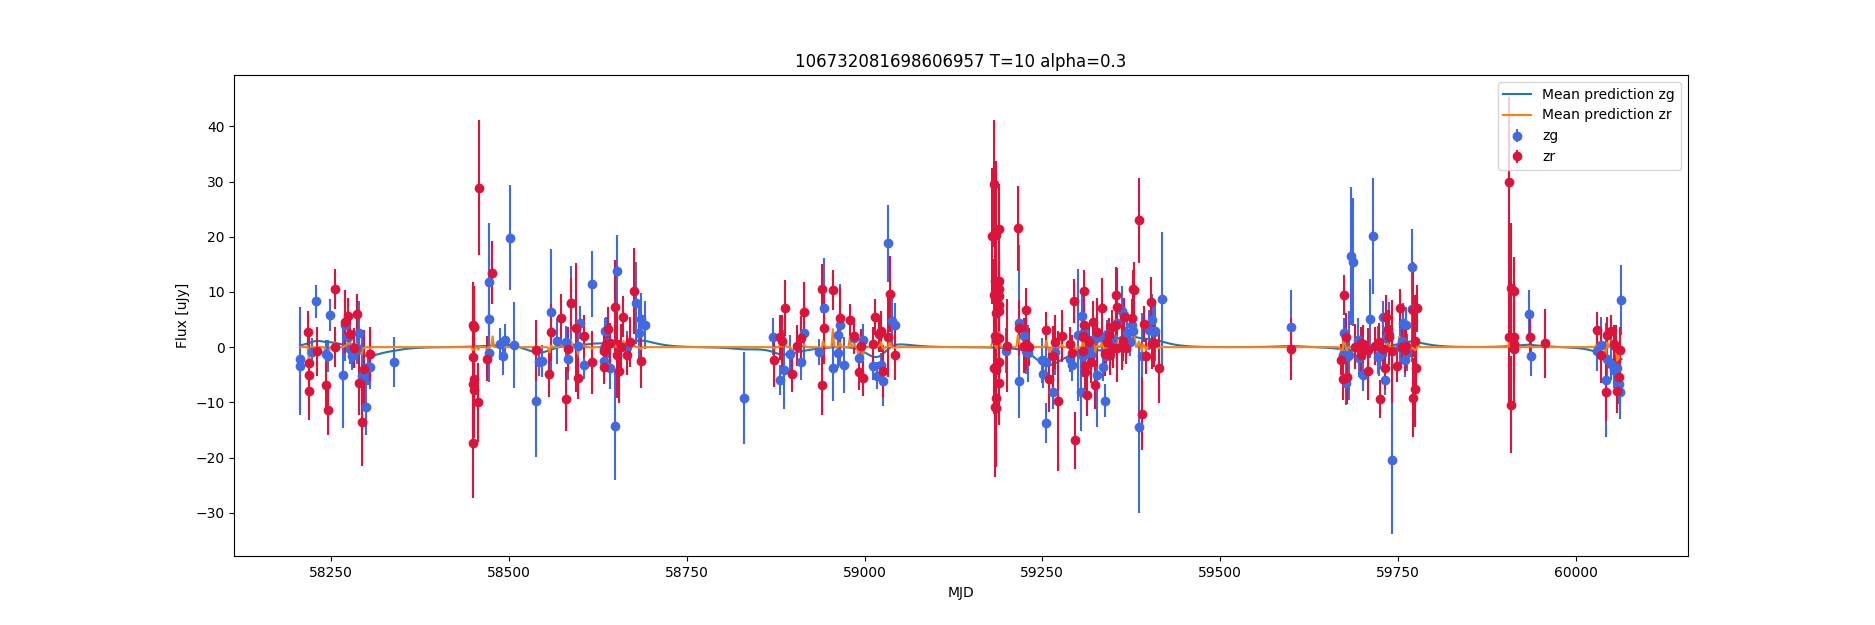 106732081698606957 T=10 alpha=0.3
Mean prediction zg
Mean prediction zr
zg
zr
Flux [uJy]
40
30
20
10
0
−10
−20
−30
58250
58500
58750
59000
59250
59500
59750
60000
MJD